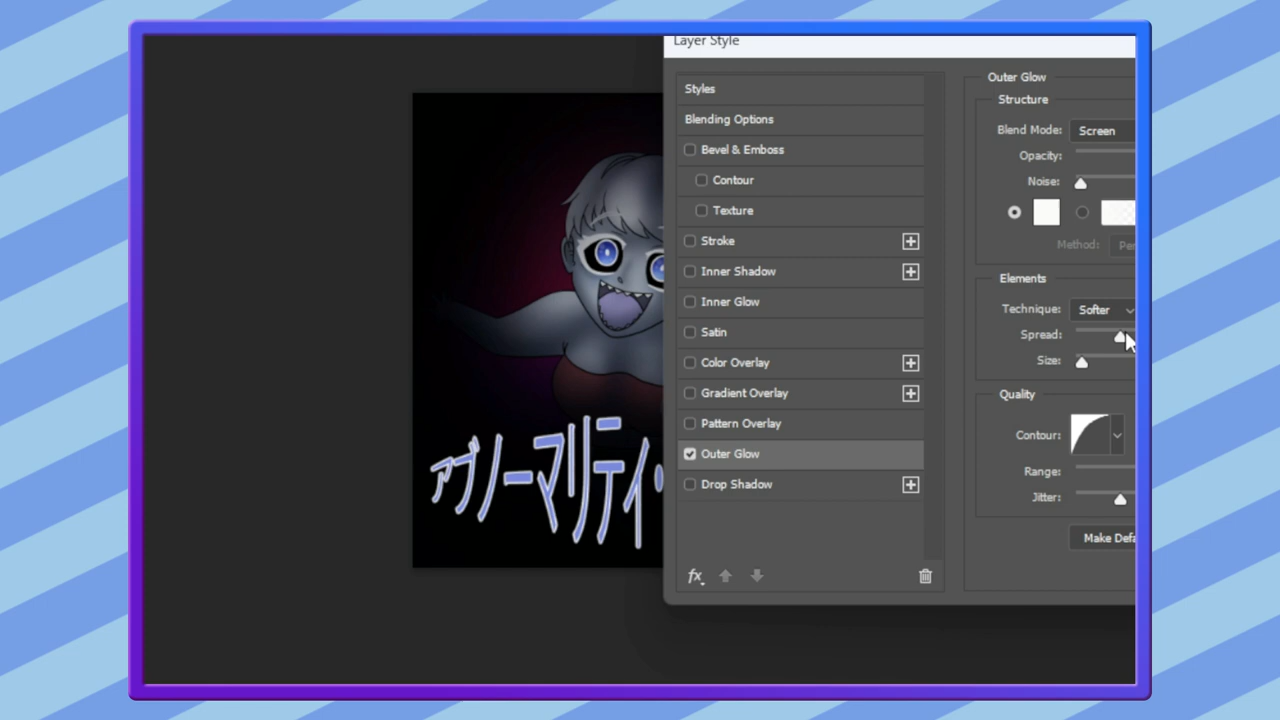 Layer Style
Styles
Blending Options
Bevel & Emboss
Contour
Texture
Stroke
Inner Shadow
Inner Glow
Satin
Color Overlay
Gradient Overlay
Pattern Overlay
Outer Glow
Drop Shadow
fx
Outer Glow
Structure
Blend Mode: Screen
Opacity:
Noise:
Method:
Elements
Technique: Softer
Spread:
Size:
Quality
Contour:
Range:
Jitter:
Make
アブノーマリティ